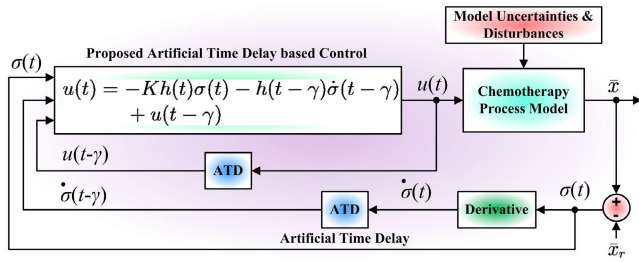 Model Uncertainties &
Disturbances
Proposed Artificial Time Delay based Control
σ(t)
u(t) = −Kh(t)σ(t) − h(t − γ)σ̇(t − γ)
+ u(t − γ)
u(t)
Chemotherapy
Process Model
x̄
u(t-γ)
ATD
σ̇(t-γ)
ATD
σ̇(t)
Derivative
σ(t)
+
-
Artificial Time Delay
x̄ᵣ